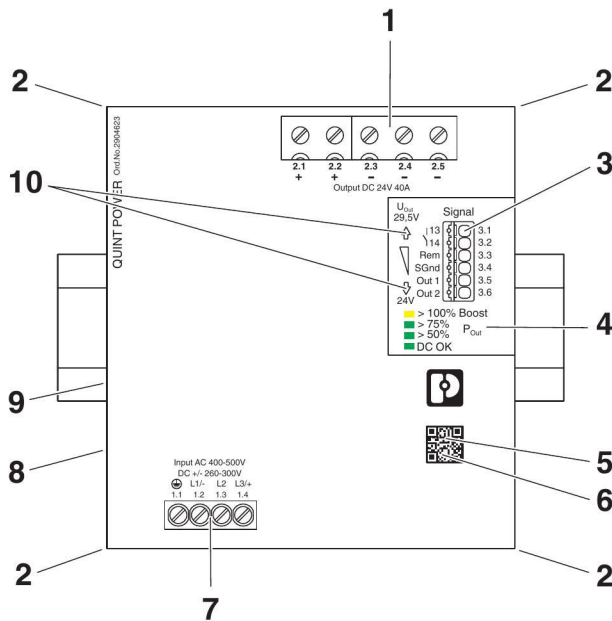 1
2
2
QUINT POWER Ord.No.2904623
2.1 2.2 2.3 2.4 2.5
+ + – – –
Output DC 24V 40A
10
3
UOut
29,5V
Signal
13 3.1
14 3.2
Rem 3.3
SGnd 3.4
Out 1 3.5
Out 2 3.6
24V
> 100% Boost
> 75%
> 50%
DC OK
POut
4
9
8
5
6
Input AC 400-500V
DC +/- 260-300V
L1/- L2 L3/+
1.1 1.2 1.3 1.4
2
2
7